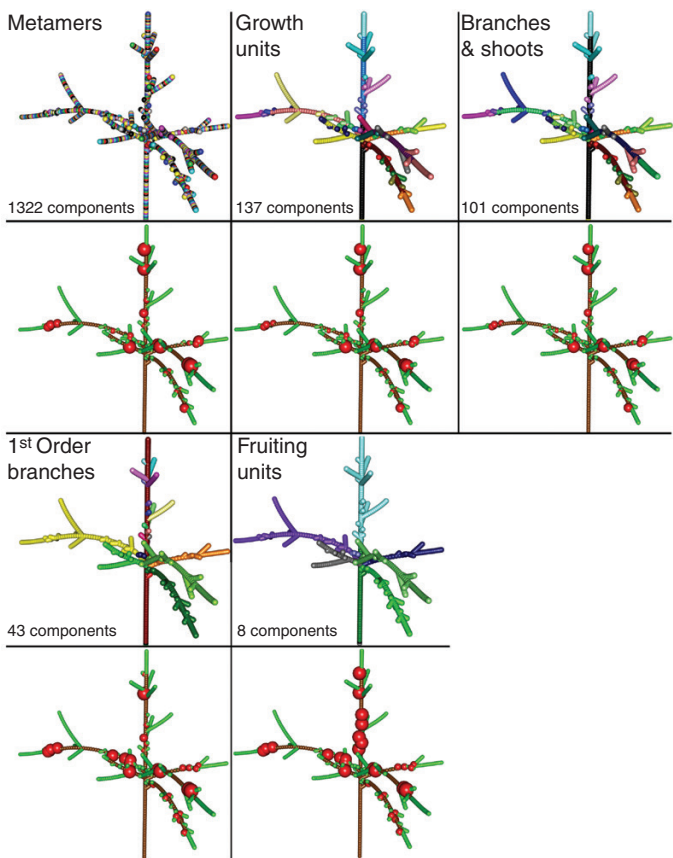 Metamers
1322 components
Growth
units
137 components
Branches
& shoots
101 components
1st Order
branches
43 components
Fruiting
units
8 components